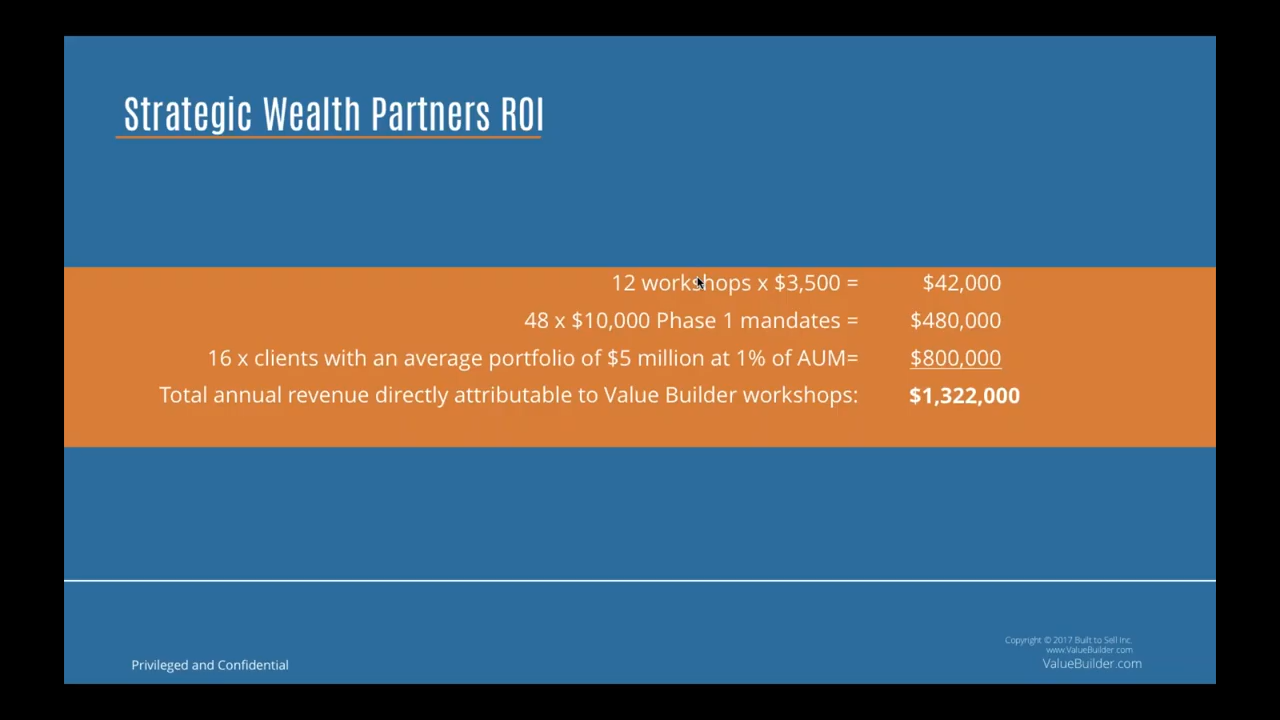 Strategic Wealth Partners ROI
12 workshops x $3,500 = $42,000
48 x $10,000 Phase 1 mandates = $480,000
16 x clients with an average portfolio of $5 million at 1% of AUM= $800,000
Total annual revenue directly attributable to Value Builder workshops: $1,322,000
Copyright © 2017 Built to Sell Inc.
www.ValueBuilder.com
Privileged and Confidential
ValueBuilder.com